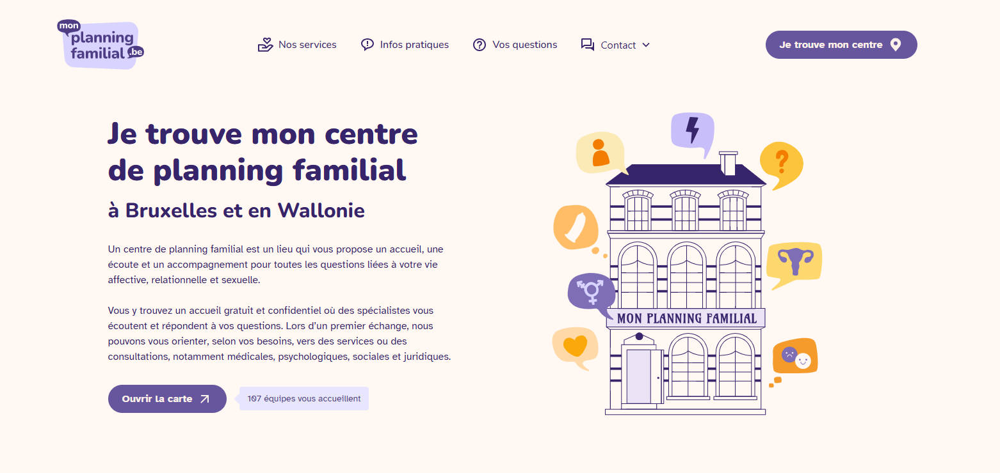 mon
planning
familial .be
Nos services
Infos pratiques
Vos questions
Contact
Je trouve mon centre
Je trouve mon centre
de planning familial
à Bruxelles et en Wallonie
Un centre de planning familial est un lieu qui vous propose un accueil, une
écoute et un accompagnement pour toutes les questions liées à votre vie
affective, relationnelle et sexuelle.
Vous y trouvez un accueil gratuit et confidentiel où des spécialistes vous
écoutent et répondent à vos questions. Lors d’un premier échange, nous
pouvons vous orienter, selon vos besoins, vers des services ou des
consultations, notamment médicales, psychologiques, sociales et juridiques.
Ouvrir la carte
107 équipes vous accueillent
?
MON PLANNING FAMILIAL